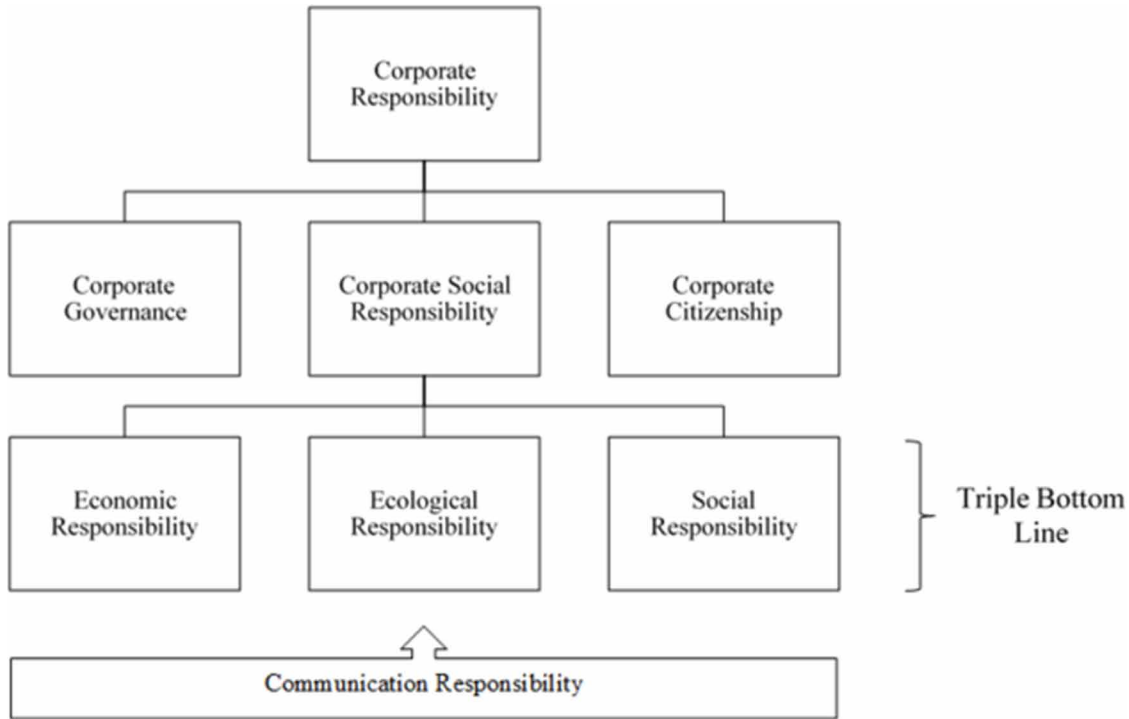 Corporate
Responsibility
Corporate
Governance
Corporate Social
Responsibility
Corporate
Citizenship
Economic
Responsibility
Ecological
Responsibility
Social
Responsibility
Triple Bottom
Line
Communication Responsibility